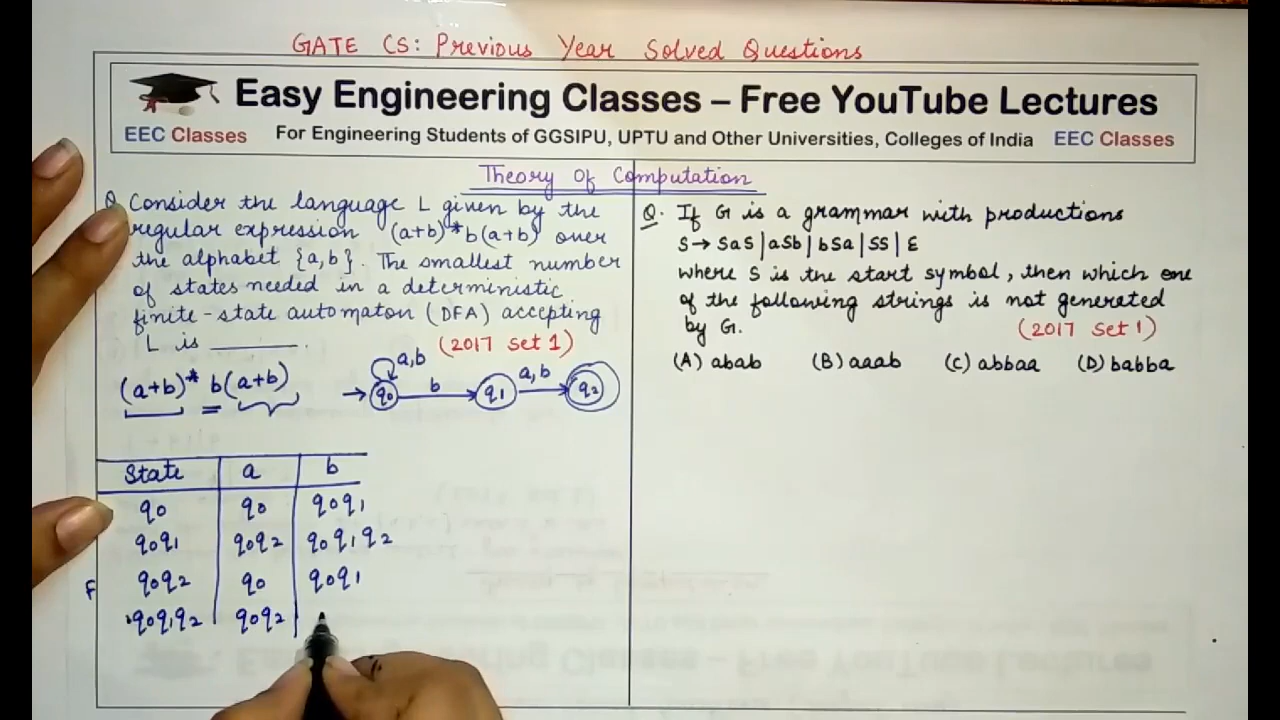 GATE CS: Previous Year Solved Questions
Easy Engineering Classes – Free YouTube Lectures
EEC Classes For Engineering Students of GGSIPU, UPTU and Other Universities, Colleges of India EEC Classes
Theory Of Computation
Q. Consider the language L given by the
regular expression (a+b)*b(a+b) over
the alphabet {a,b}. The smallest number
of states needed in a deterministic
finite-state automaton (DFA) accepting
L is ______.
(2017 set 1)
(a+b)* b(a+b)
a,b
q0 b q1 a,b q2
State a b
q0 q0 q0q1
q0q1 q0q2 q0q1q2
F q0q2 q0 q0q1
q0q1q2 q0q2
Q. If G is a grammar with productions
S→ SaS|aSb|bSa|SS|ε
where S is the start symbol, then which one
of the following strings is not generated
by G. (2017 Set 1)
(A) abab (B) aaab (C) abbaa (D) babba